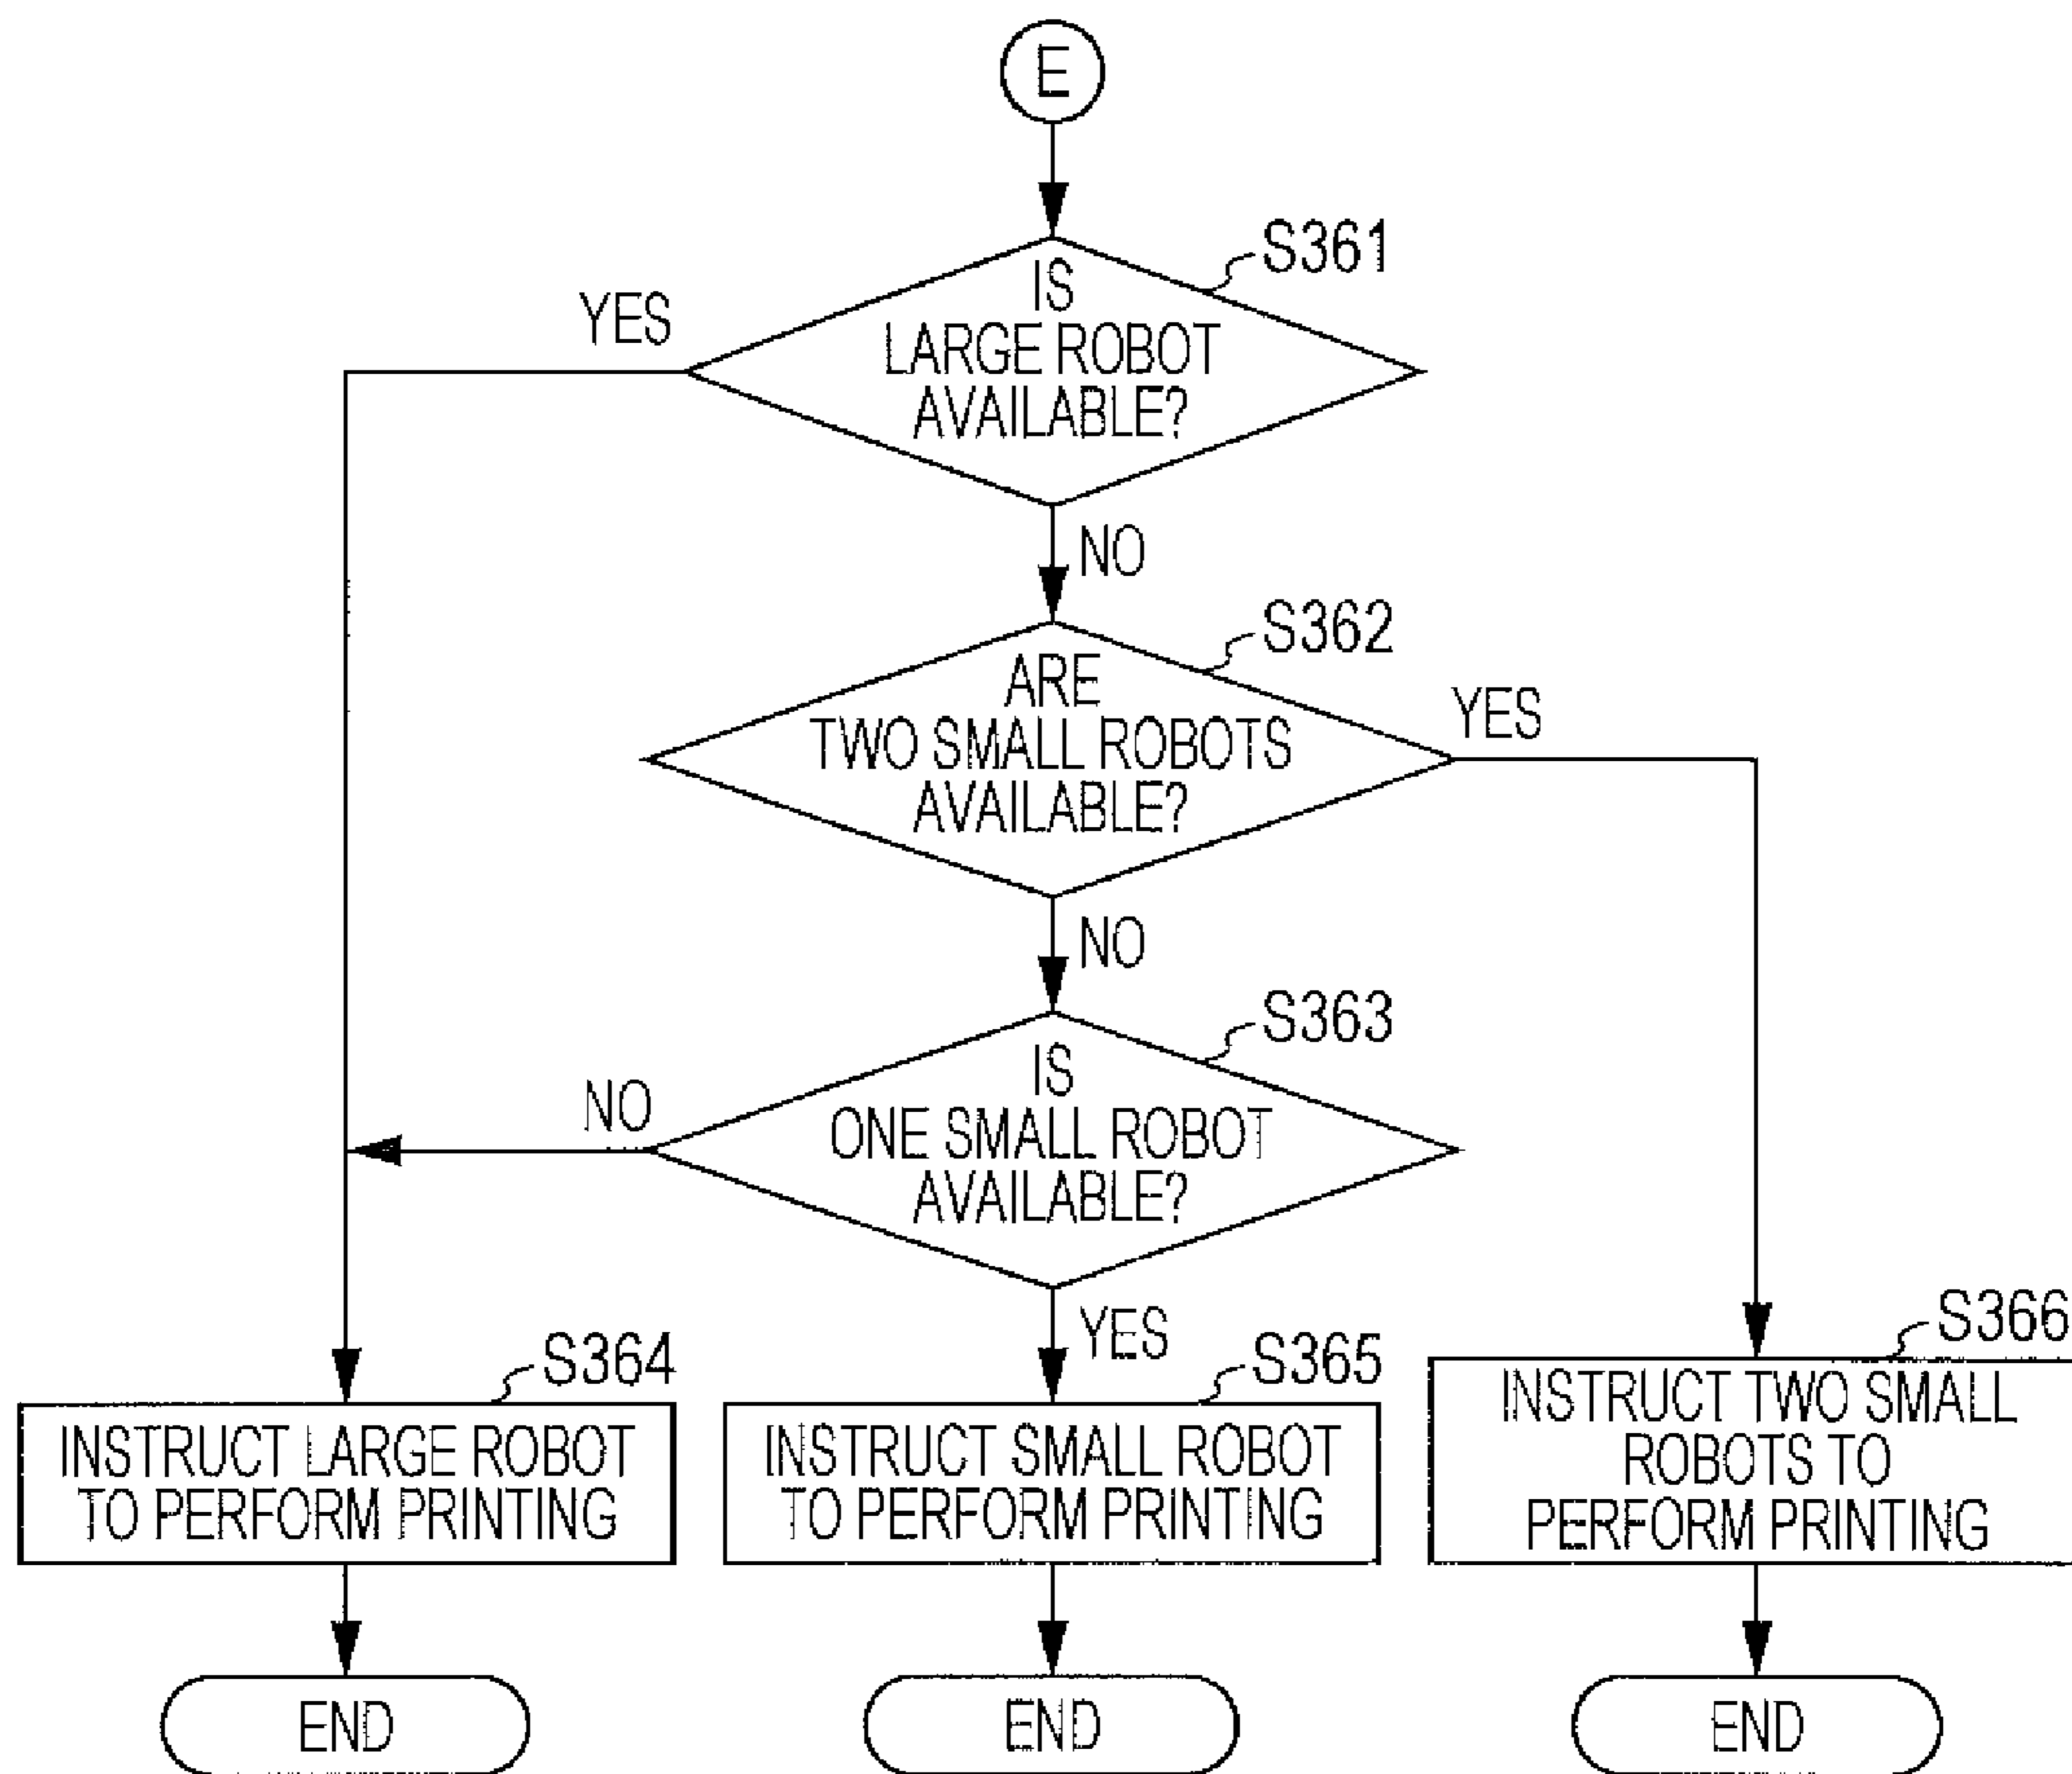 E
S361
IS
LARGE ROBOT
AVAILABLE?
YES
NO
S362
ARE
TWO SMALL ROBOTS
AVAILABLE?
YES
NO
S363
IS
ONE SMALL ROBOT
AVAILABLE?
NO
YES
S364
INSTRUCT LARGE ROBOT
TO PERFORM PRINTING
S365
INSTRUCT SMALL ROBOT
TO PERFORM PRINTING
S366
INSTRUCT TWO SMALL
ROBOTS TO
PERFORM PRINTING
END
END
END